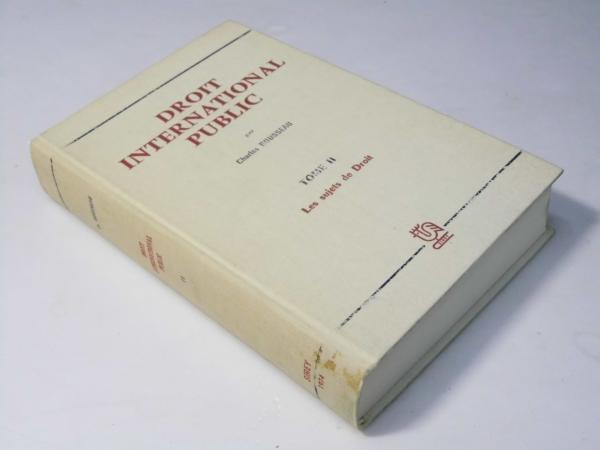 DROIT
INTERNATIONAL
PUBLIC
par
Charles ROUSSEAU
TOME II
Les sujets de Droit
DROIT
INTERNATIONAL
PUBLIC
II
SIREY
1974